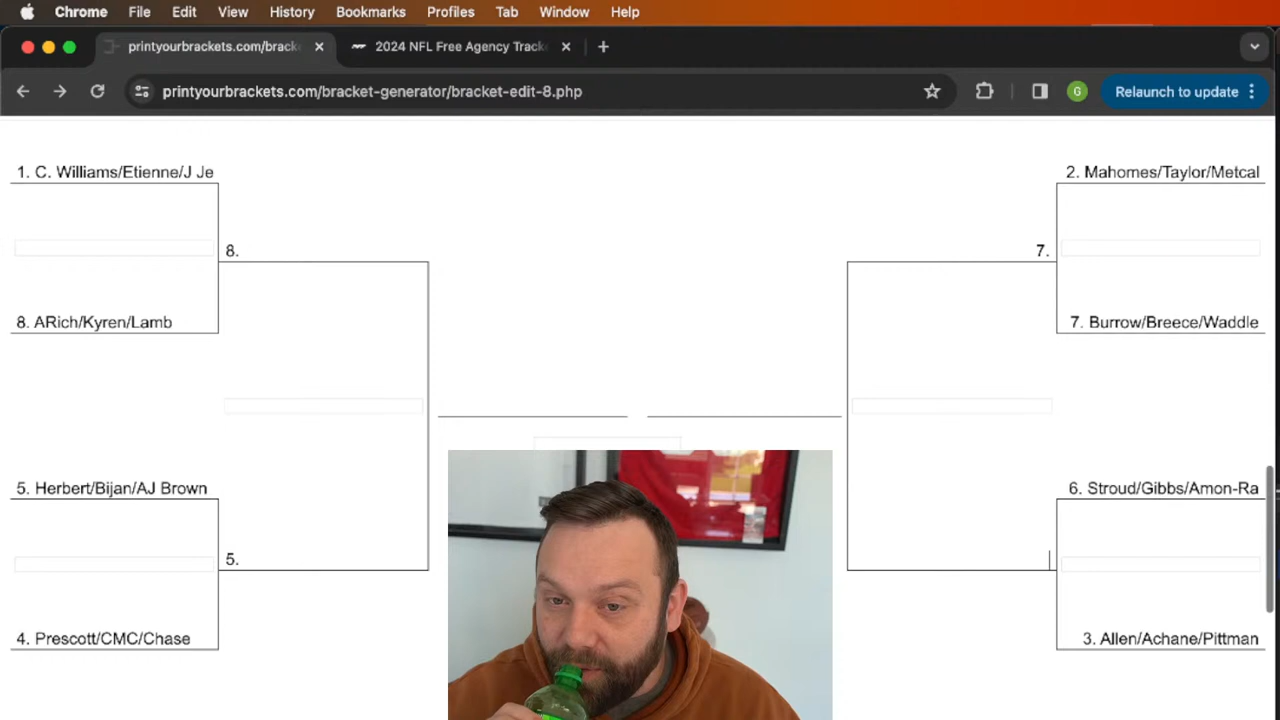 Chrome File Edit View History Bookmarks Profiles Tab Window Help
printyourbrackets.com/brack
2024 NFL Free Agency Track
printyourbrackets.com/bracket-generator/bracket-edit-8.php
G
Relaunch to update
1. C. Williams/Etienne/J Je
2. Mahomes/Taylor/Metcal
8.
7.
8. ARich/Kyren/Lamb
7. Burrow/Breece/Waddle
5. Herbert/Bijan/AJ Brown
6. Stroud/Gibbs/Amon-Ra
5.
4. Prescott/CMC/Chase
3. Allen/Achane/Pittman